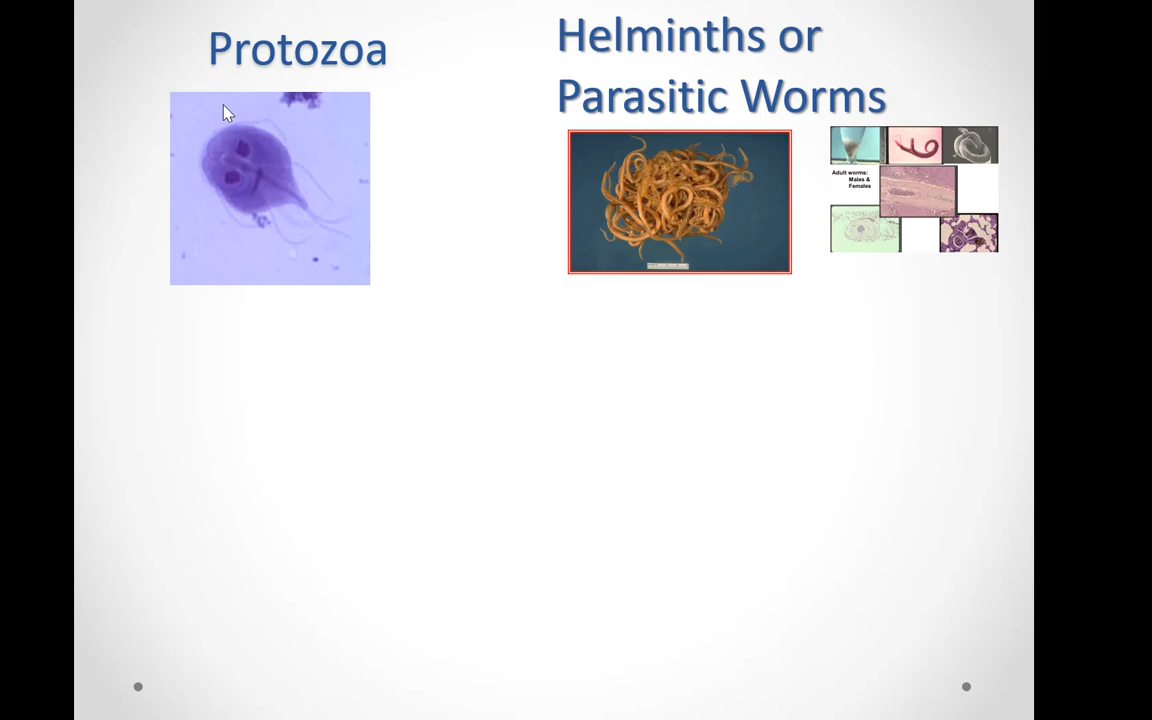 Protozoa
Helminths or
Parasitic Worms
Adult worms:
Males &
Females